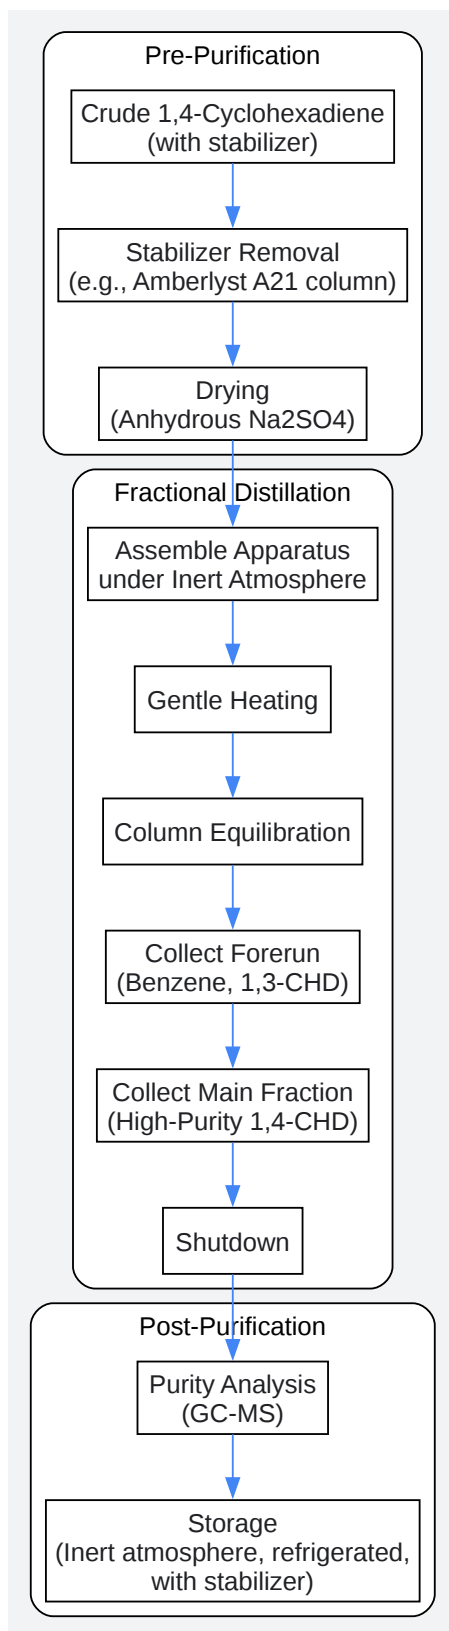 Pre-Purification
Crude 1,4-Cyclohexadiene
(with stabilizer)
Stabilizer Removal
(e.g., Amberlyst A21 column)
Drying
(Anhydrous Na2SO4)
Fractional Distillation
Assemble Apparatus
under Inert Atmosphere
Gentle Heating
Column Equilibration
Collect Forerun
(Benzene, 1,3-CHD)
Collect Main Fraction
(High-Purity 1,4-CHD)
Shutdown
Post-Purification
Purity Analysis
(GC-MS)
Storage
(Inert atmosphere, refrigerated,
with stabilizer)